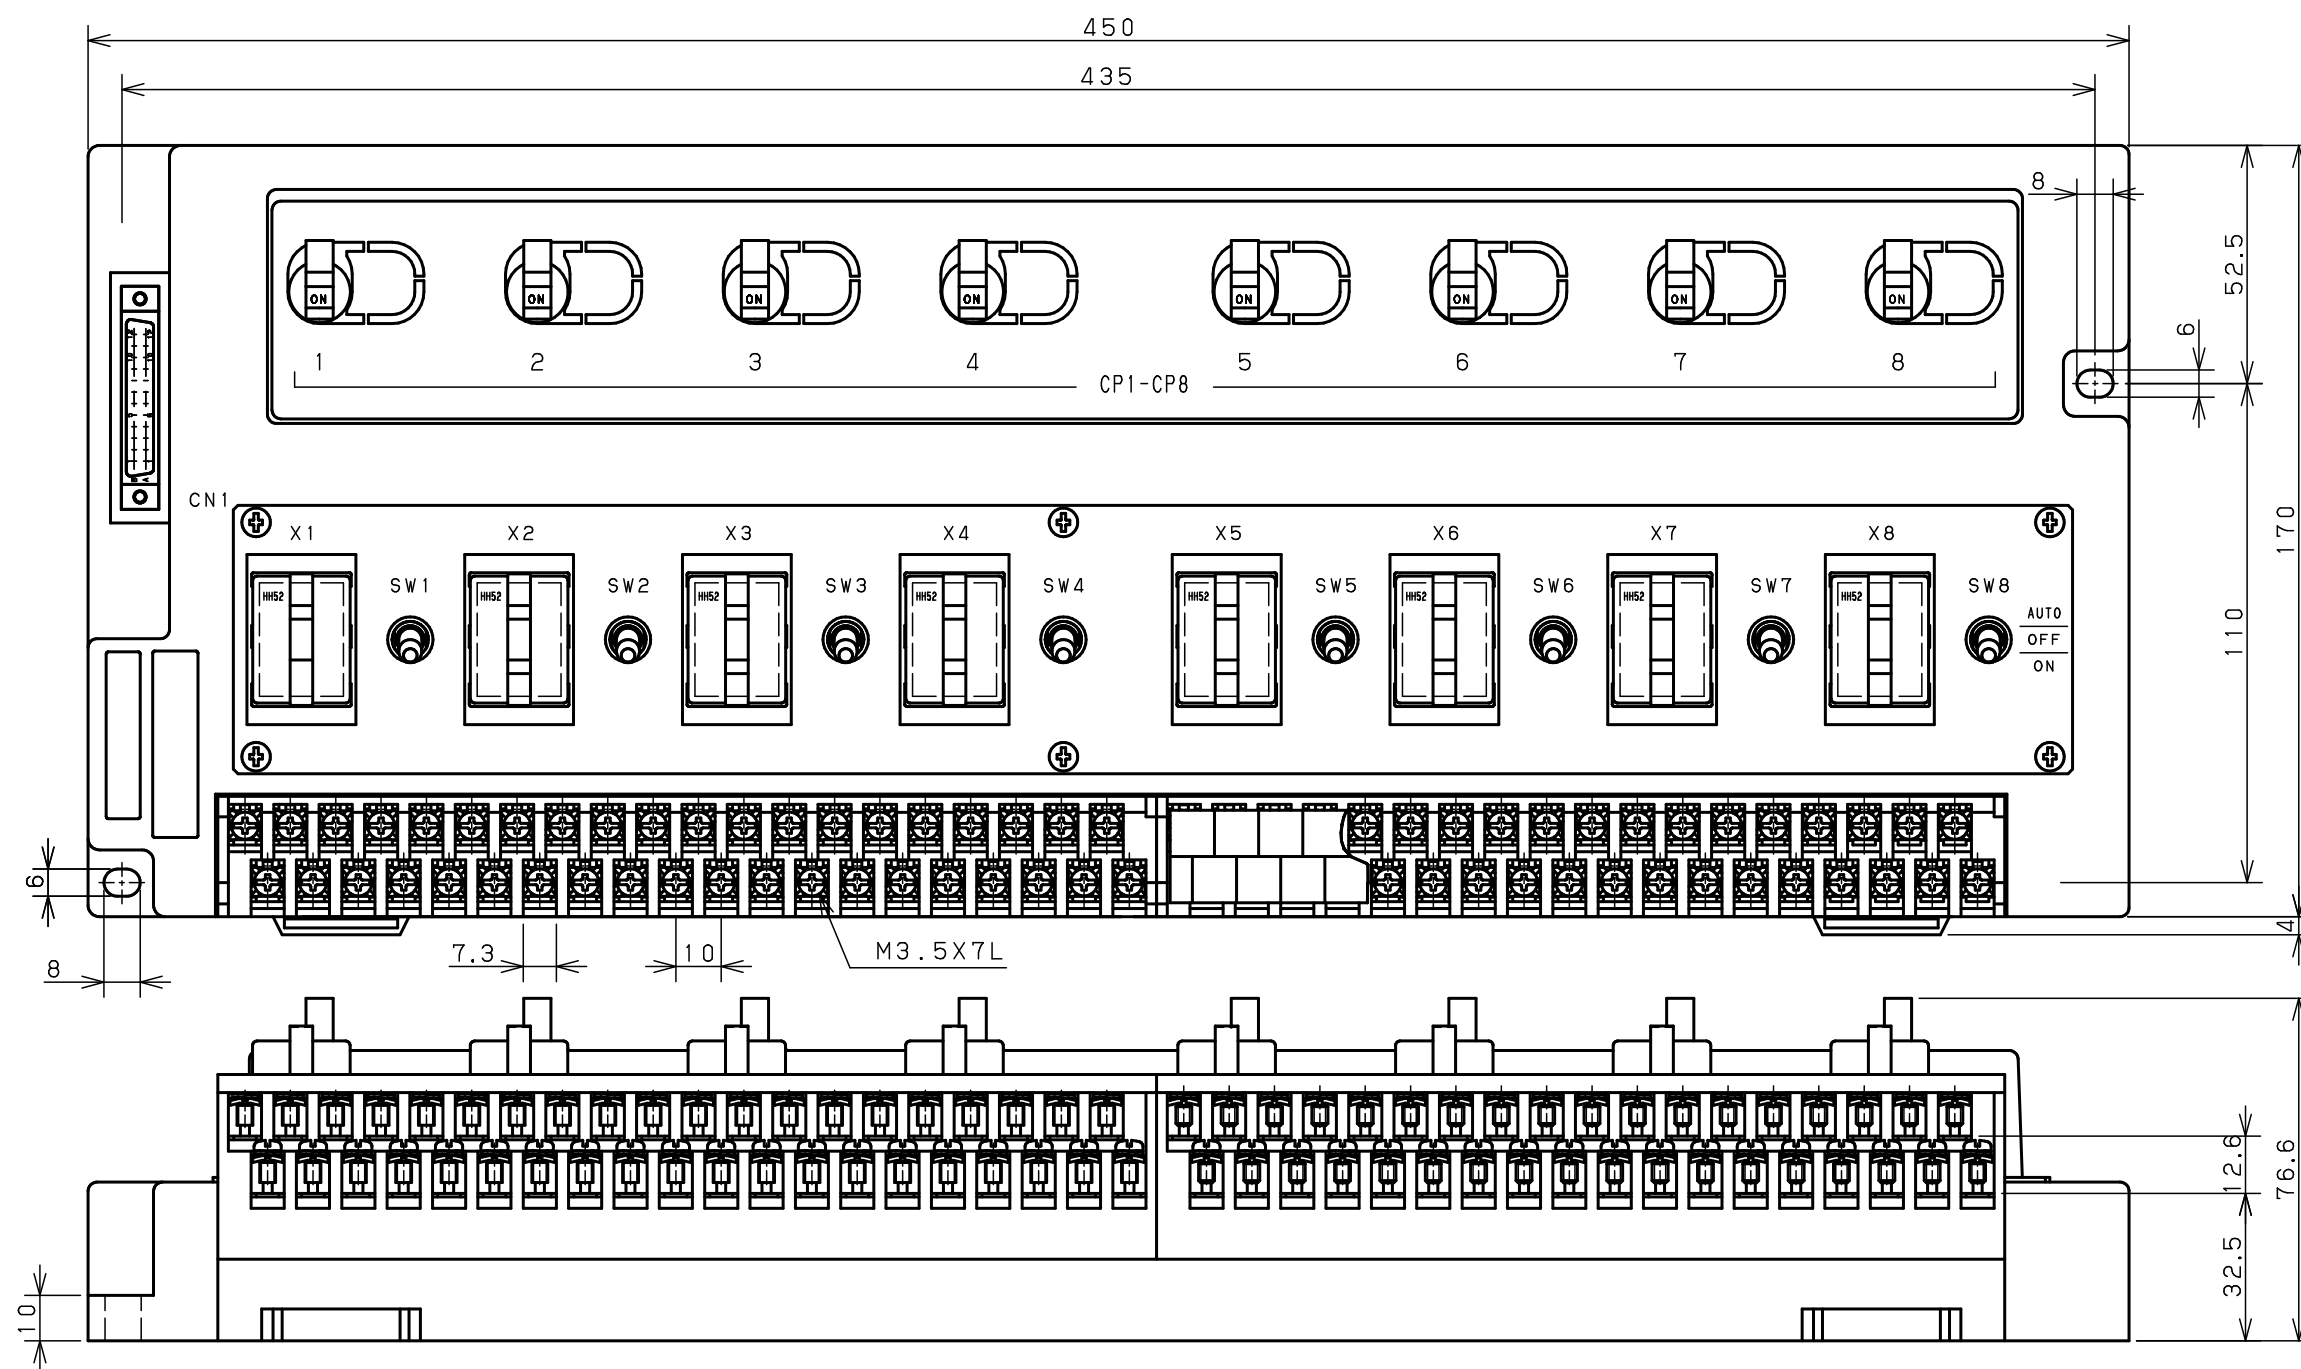 450
435
8
52.5
ON ON ON ON ON ON ON ON
6
1 2 3 4 5 6 7 8
CP1-CP8
170
CN1
X1 X2 X3 X4 X5 X6 X7 X8
SW1 SW2 SW3 SW4 SW5 SW6 SW7 SW8
HH52 HH52 HH52 HH52 HH52 HH52 HH52 HH52
AUTO
OFF
ON
110
6
4
7.3
10
M3.5X7L
8
12.6
76.6
32.5
10